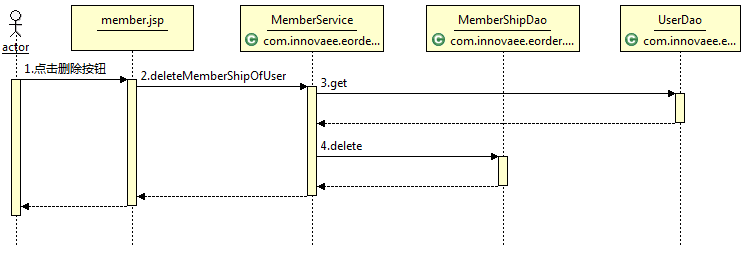 actor
member.jsp
MemberService
com.innovaee.eorder...
MemberShipDao
com.innovaee.eorder....
UserDao
com.innovaee.e...
1.点击删除按钮
2.deleteMemberShipOfUser
3.get
4.delete